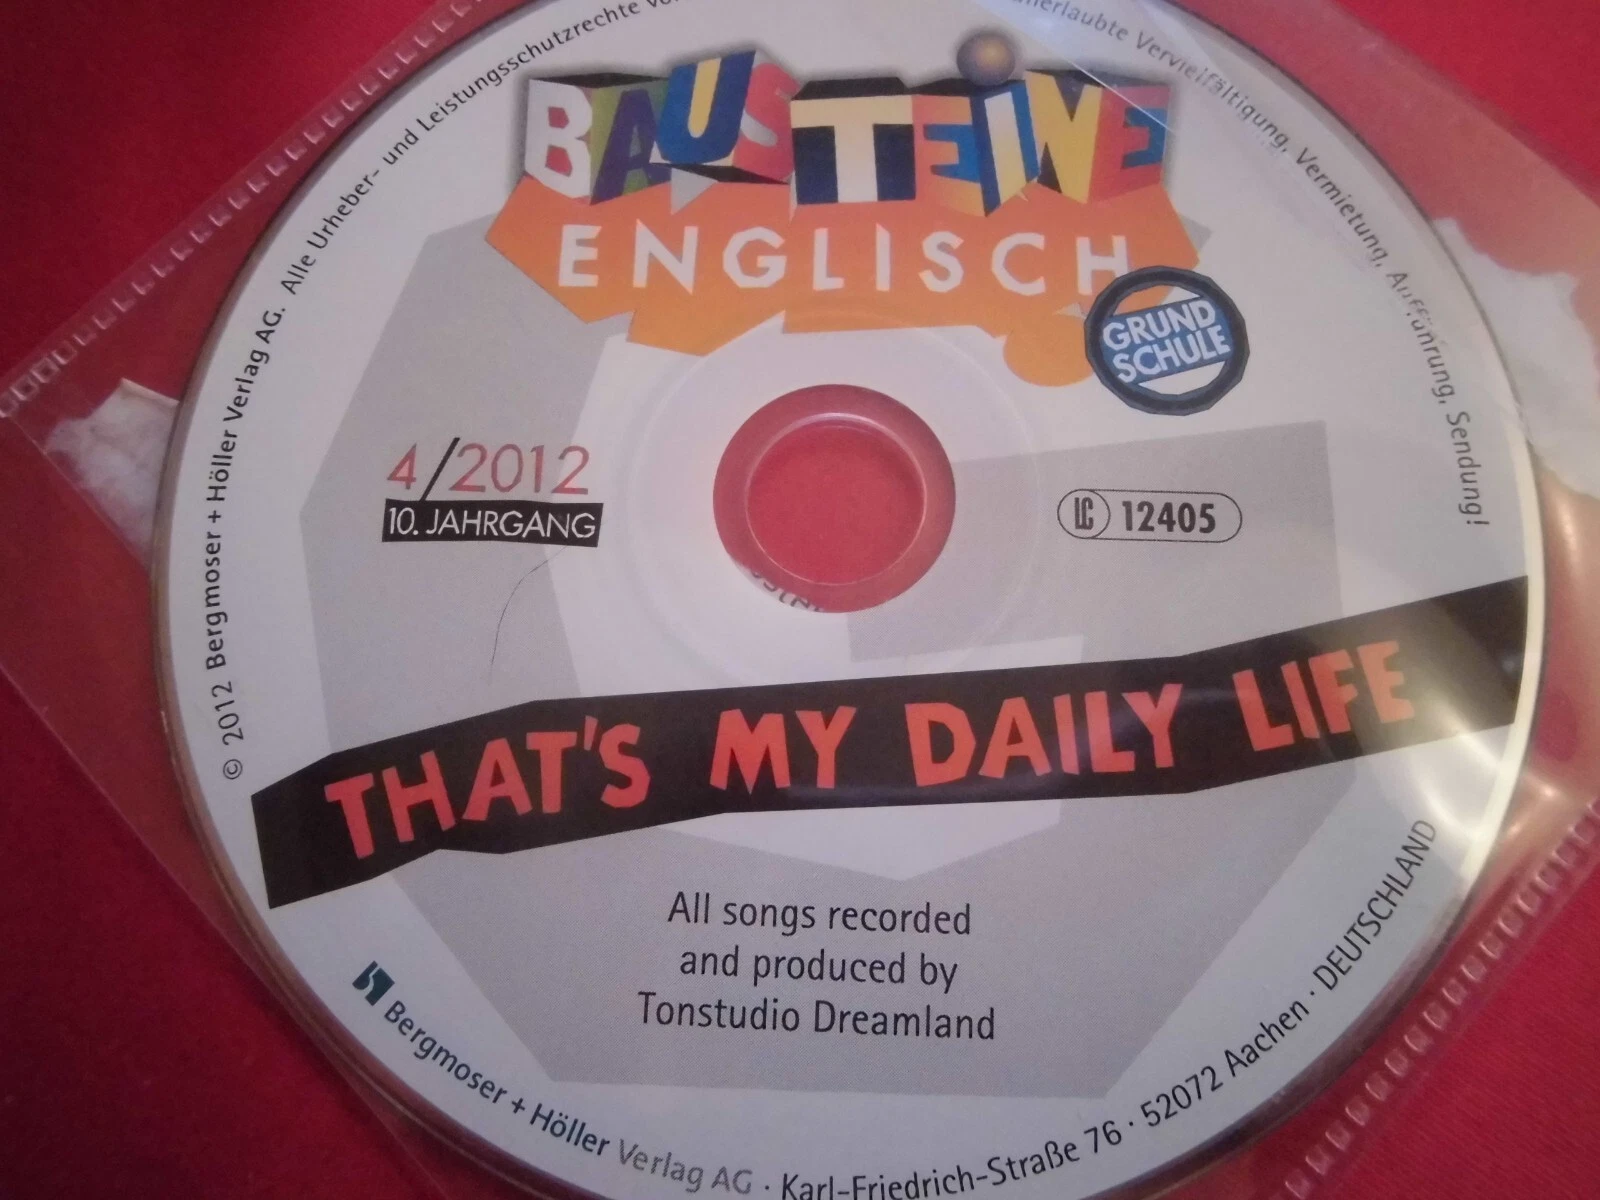 BAUSTEINE
ENGLISCH
GRUND
SCHULE
4/2012
10. JAHRGANG
LC 12405
THAT'S MY DAILY LIFE
All songs recorded
and produced by
Tonstudio Dreamland
© 2012 Bergmoser + Höller Verlag AG. Alle Urheber- und Leistungsschutzrechte
Vervielfältigung, Vermietung, Aufführung, Sendung!
Bergmoser + Höller Verlag AG · Karl-Friedrich-Straße 76 · 52072 Aachen · DEUTSCHLAND